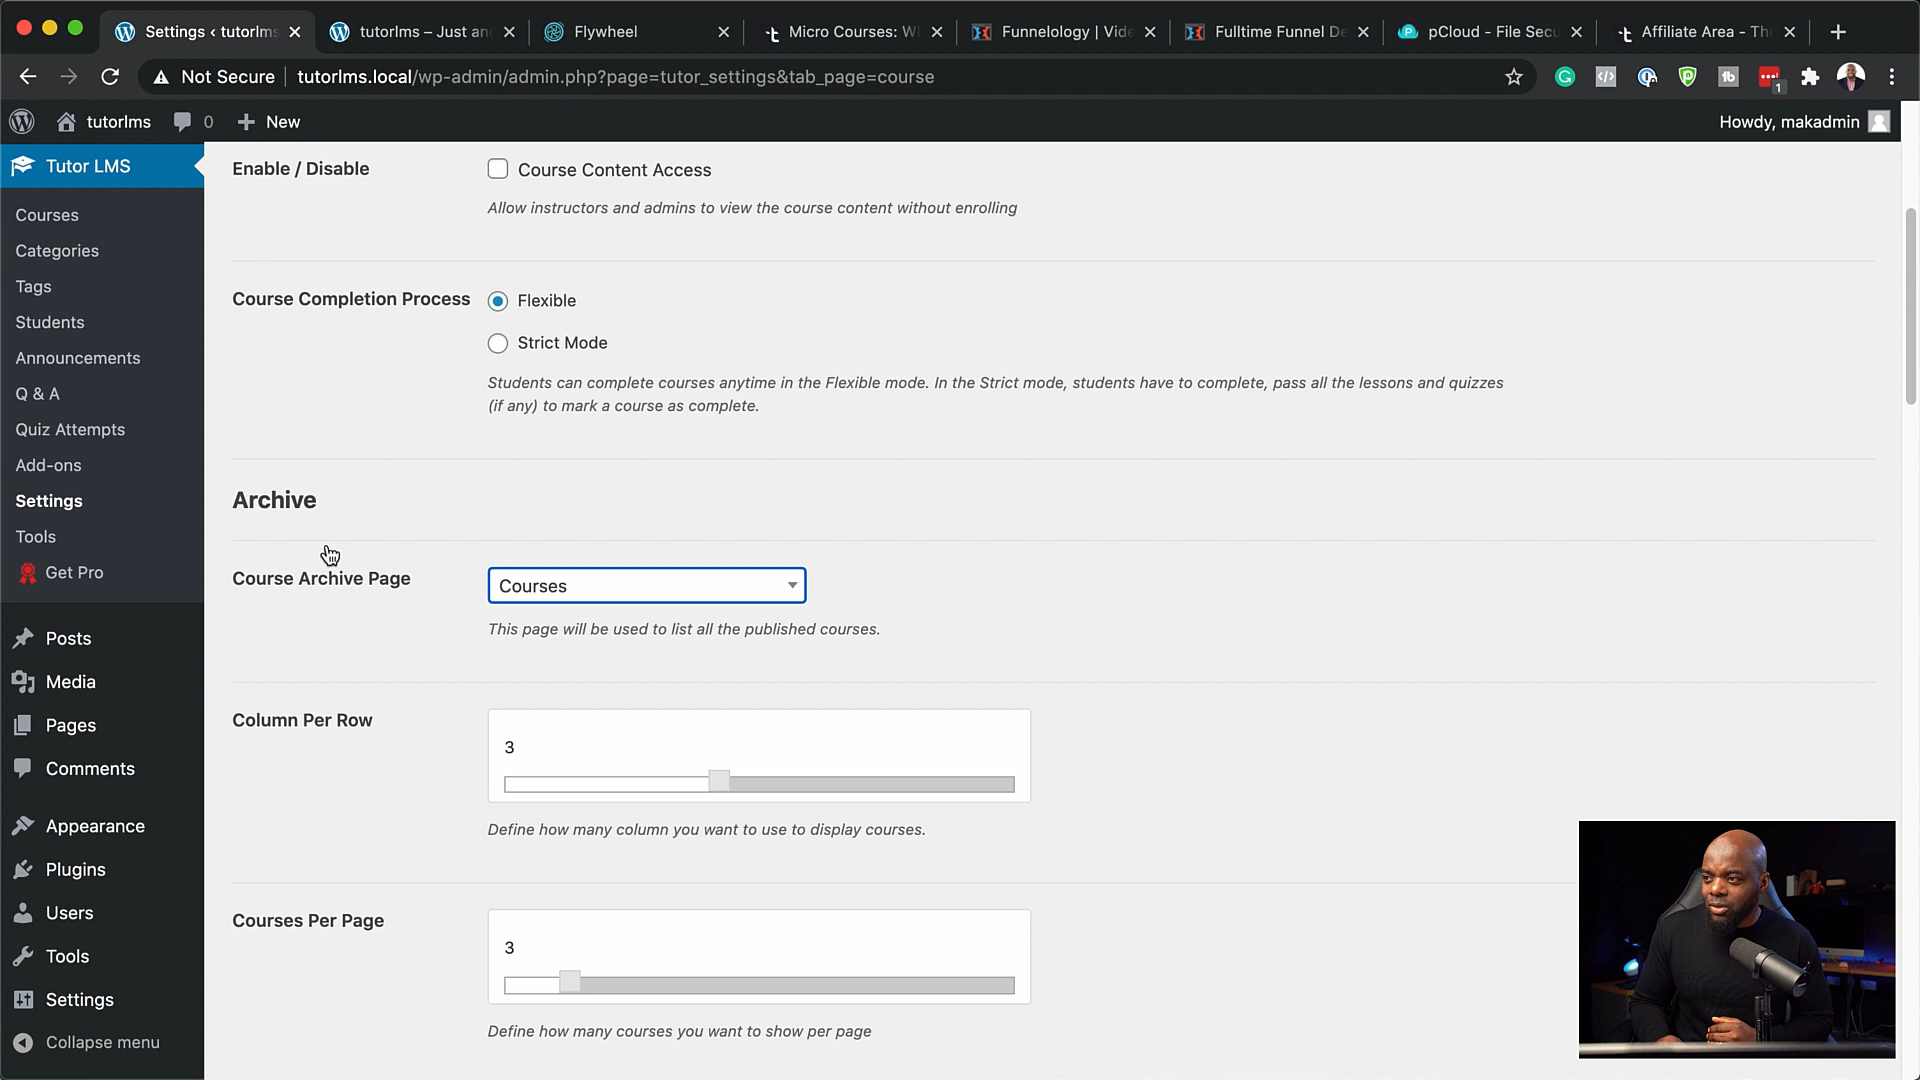 Settings ‹ tutorlms
tutorlms – Just an
Flywheel
Micro Courses: W
Funnelology | Vid
Fulltime Funnel De
pCloud - File Secu
Affiliate Area - Th
Not Secure
tutorlms.local/wp-admin/admin.php?page=tutor_settings&tab_page=course
1
tutorlms
0
New
Howdy, makadmin
Tutor LMS
Courses
Categories
Tags
Students
Announcements
Q & A
Quiz Attempts
Add-ons
Settings
Tools
Get Pro
Posts
Media
Pages
Comments
Appearance
Plugins
Users
Tools
Settings
Collapse menu
Enable / Disable
Course Content Access
Allow instructors and admins to view the course content without enrolling
Course Completion Process
Flexible
Strict Mode
Students can complete courses anytime in the Flexible mode. In the Strict mode, students have to complete, pass all the lessons and quizzes
(if any) to mark a course as complete.
Archive
Course Archive Page
Courses
This page will be used to list all the published courses.
Column Per Row
3
Define how many column you want to use to display courses.
Courses Per Page
3
Define how many courses you want to show per page